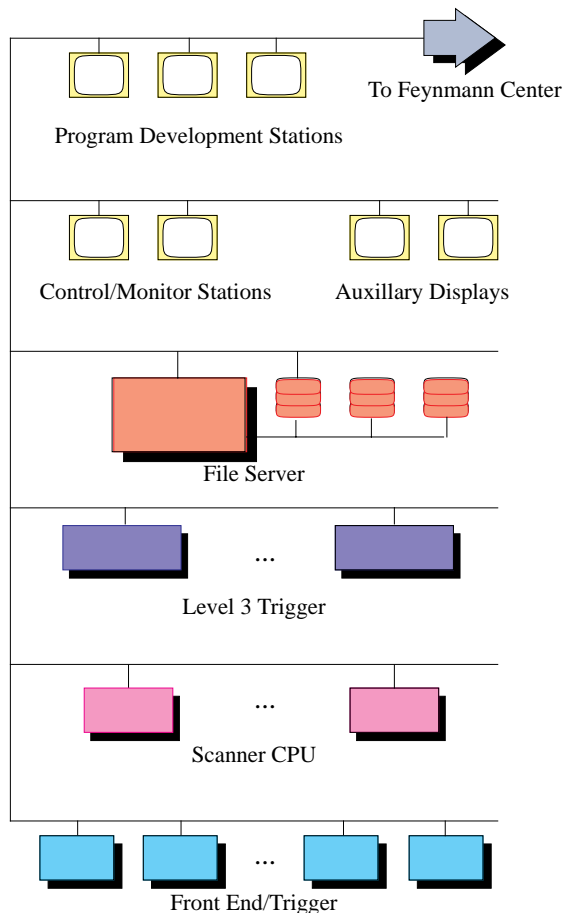 To Feynmann Center
Program Development Stations
Control/Monitor Stations
Auxillary Displays
File Server
...
Level 3 Trigger
...
Scanner CPU
...
Front End/Trigger